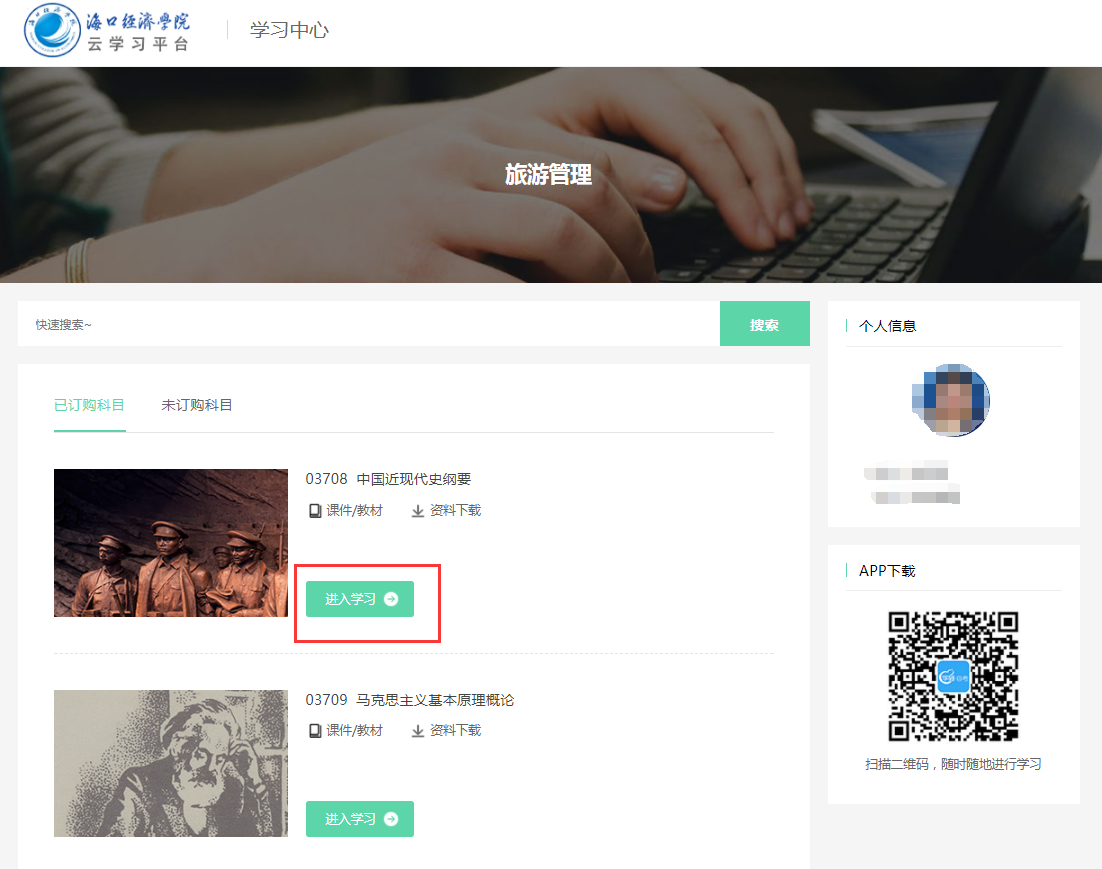 海口经济學院
云学习平台
学习中心
旅游管理
快速搜索~
搜索
已订购科目
未订购科目
03708 中国近现代史纲要
课件/教材
资料下载
进入学习
03709 马克思主义基本原理概论
课件/教材
资料下载
进入学习
个人信息
APP下载
扫描二维码，随时随地进行学习